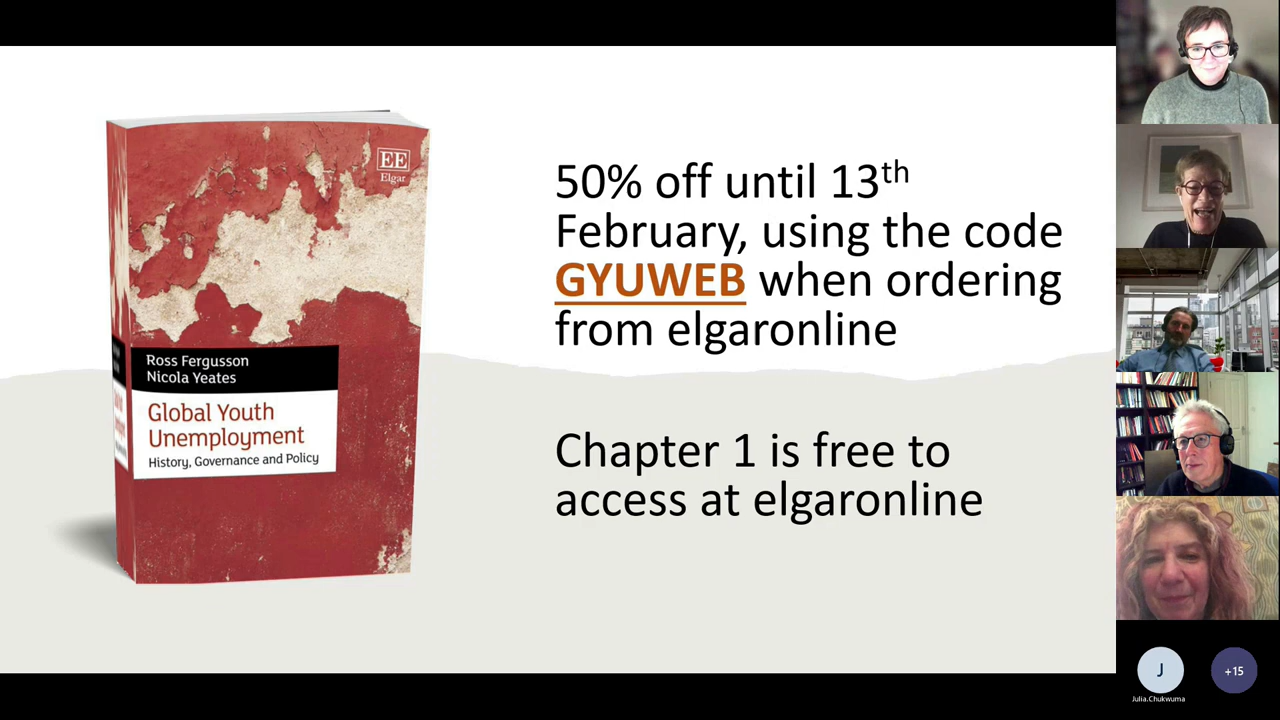 EE
Elgar
Ross Fergusson
Nicola Yeates
Global Youth
Unemployment
History, Governance and Policy
50% off until 13th
February, using the code
GYUWEB when ordering
from elgaronline
Chapter 1 is free to
access at elgaronline
J
+15
Julia.Chukwuma